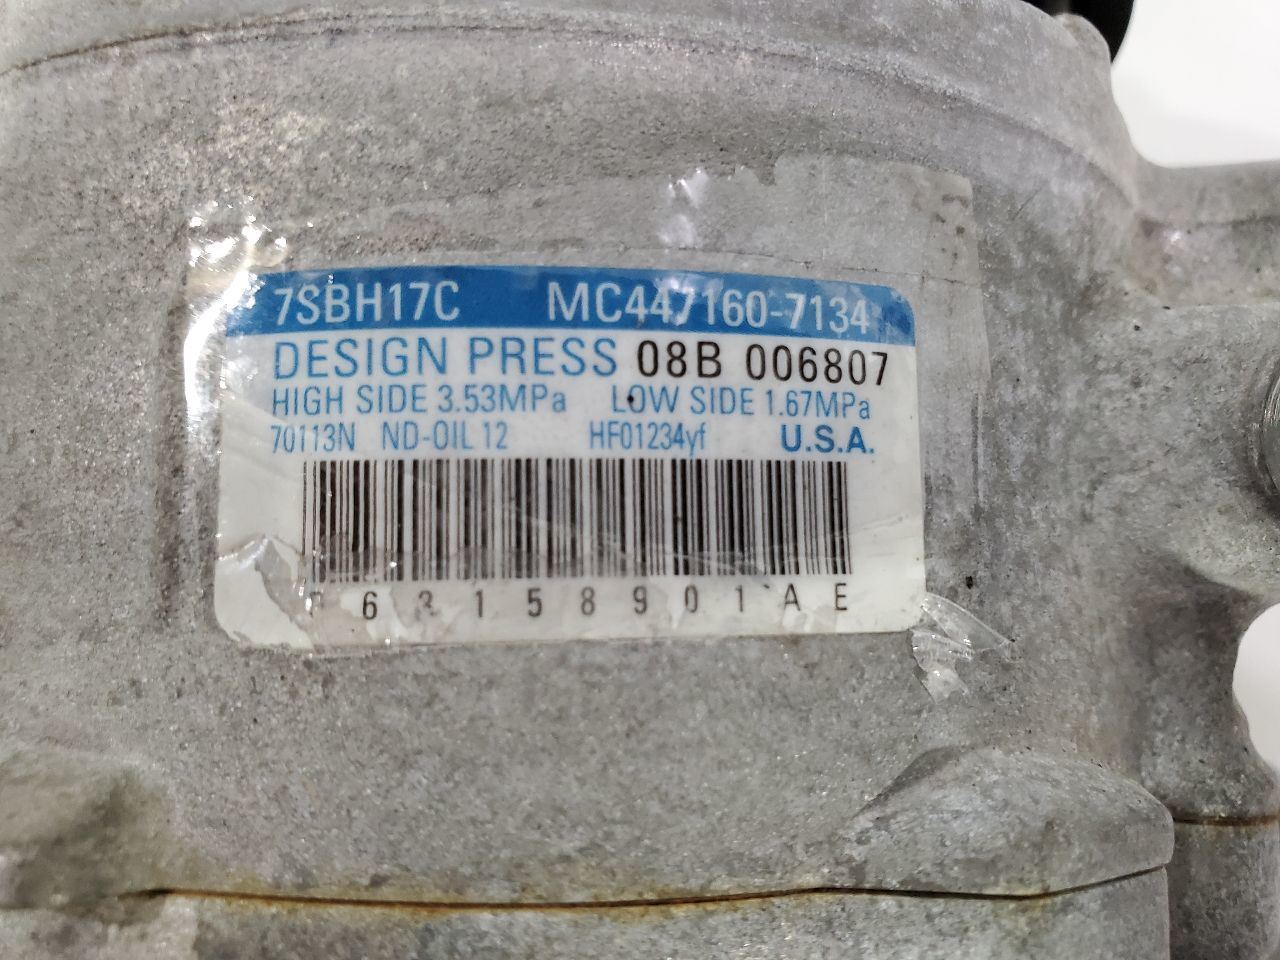 7SBH17C MC447160-7134
DESIGN PRESS 08B 006807
HIGH SIDE 3.53MPa LOW SIDE 1.67MPa
70113N ND-OIL 12 HF01234yf U.S.A.
P63158901AE